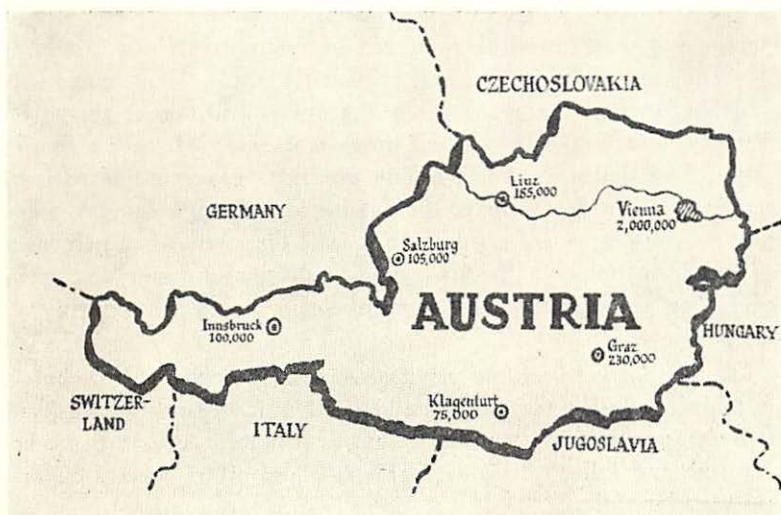 CZECHOSLOVAKIA
Linz
155,000
GERMANY
Vienna
2,000,000
Salzburg
105,000
AUSTRIA
Innsbruck
100,000
HUNGARY
Graz
230,000
SWITZER-
LAND
Klagenfurt
75,000
ITALY
JUGOSLAVIA